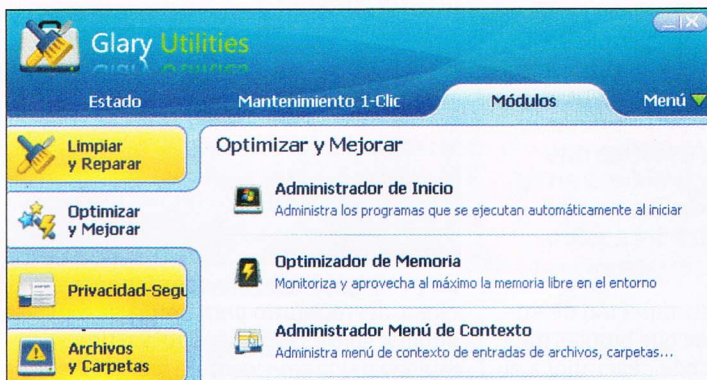 Glary Utilities
Estado
Mantenimiento 1-Clic
Módulos
Menú
Limpiar
y Reparar
Optimizar
y Mejorar
Privacidad-Segu
Archivos
y Carpetas
Optimizar y Mejorar
Administrador de Inicio
Administra los programas que se ejecutan automáticamente al iniciar
Optimizador de Memoria
Monitoriza y aprovecha al máximo la memoria libre en el entorno
Administrador Menú de Contexto
Administra menú de contexto de entradas de archivos, carpetas...